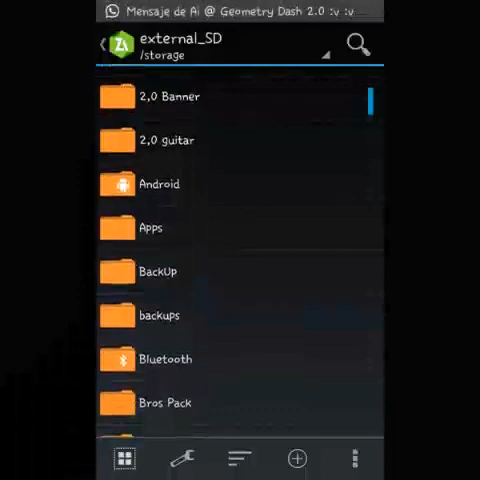 Mensaje de Ai @ Geometry Dash 2.0 :v :v
external_SD
/storage
2,0 Banner
2,0 guitar
Android
Apps
BackUp
backups
Bluetooth
Bros Pack